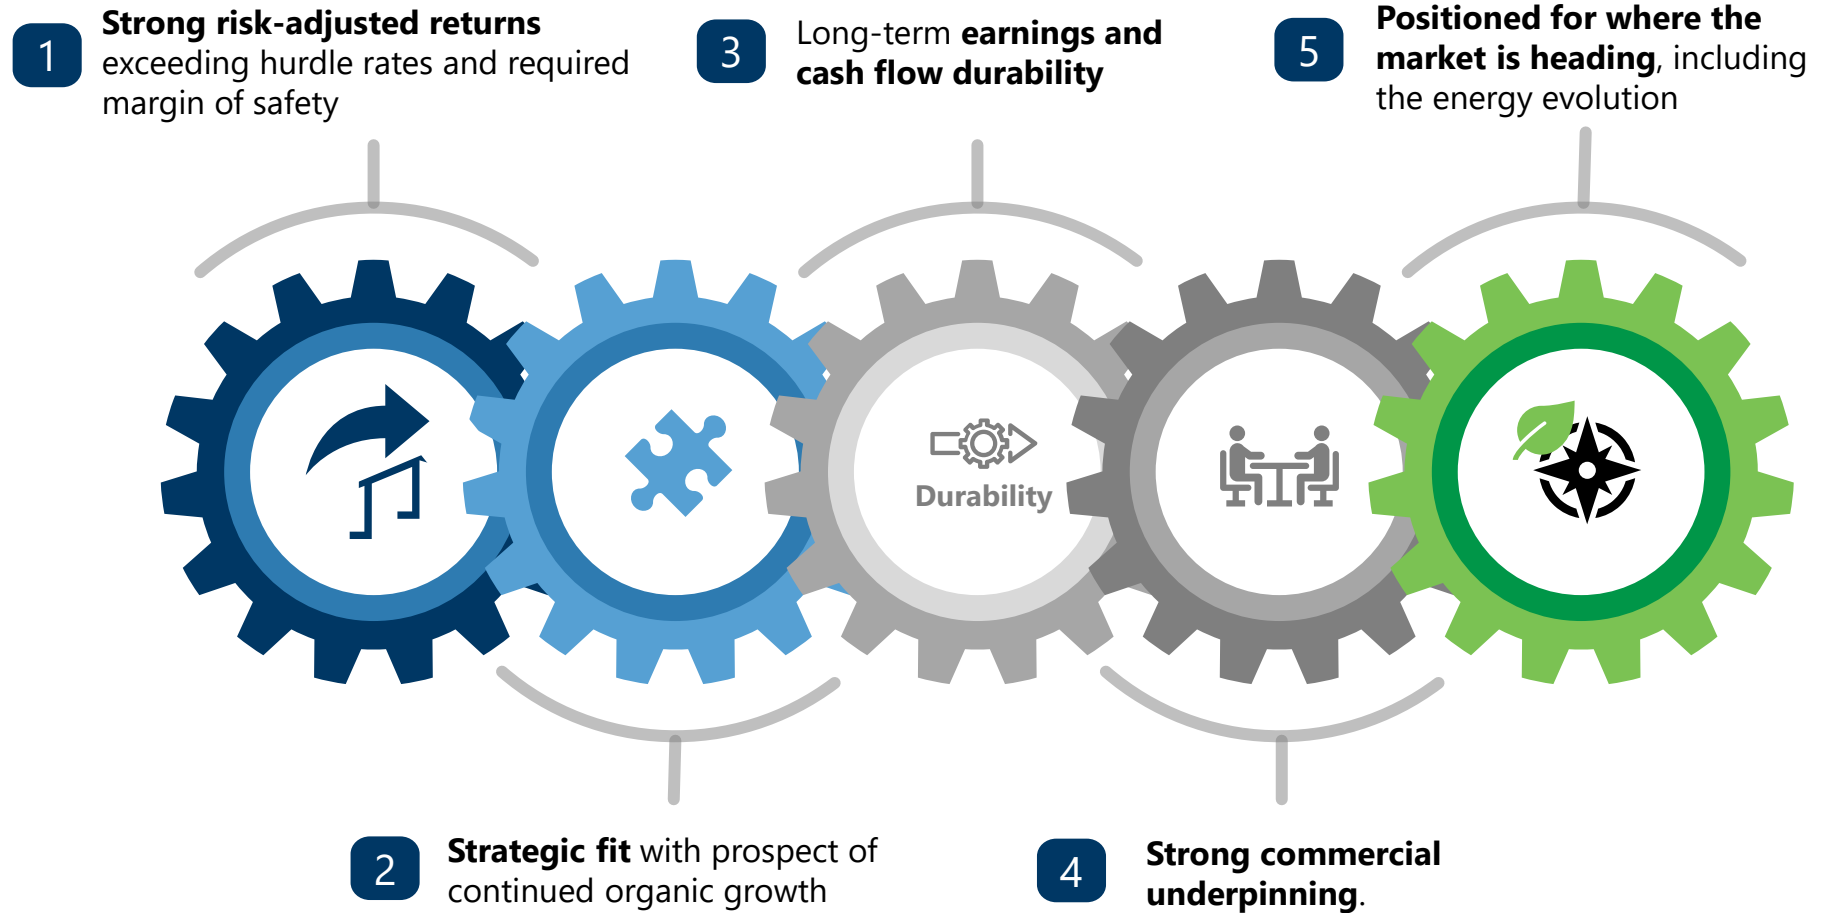 1
Strong risk-adjusted returns
exceeding hurdle rates and required
margin of safety
3
Long-term earnings and
cash flow durability
5
Positioned for where the
market is heading, including
the energy evolution
Durability
2
Strategic fit with prospect of
continued organic growth
4
Strong commercial
underpinning.